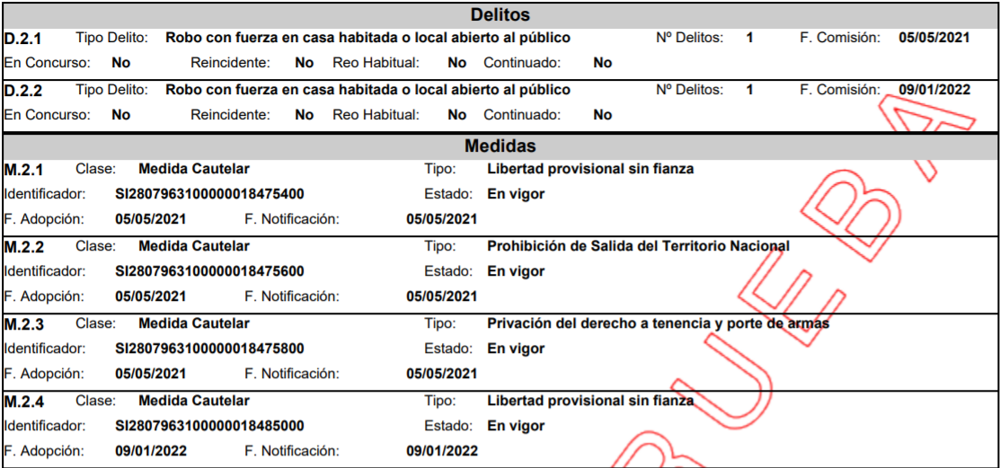 Delitos
D.2.1 Tipo Delito: Robo con fuerza en casa habitada o local abierto al público Nº Delitos: 1 F. Comisión: 05/05/2021
En Concurso: No Reincidente: No Reo Habitual: No Continuado: No
D.2.2 Tipo Delito: Robo con fuerza en casa habitada o local abierto al público Nº Delitos: 1 F. Comisión: 09/01/2022
En Concurso: No Reincidente: No Reo Habitual: No Continuado: No
Medidas
M.2.1 Clase: Medida Cautelar Tipo: Libertad provisional sin fianza
Identificador: SI2807963100000018475400 Estado: En vigor
F. Adopción: 05/05/2021 F. Notificación: 05/05/2021
M.2.2 Clase: Medida Cautelar Tipo: Prohibición de Salida del Territorio Nacional
Identificador: SI2807963100000018475600 Estado: En vigor
F. Adopción: 05/05/2021 F. Notificación: 05/05/2021
M.2.3 Clase: Medida Cautelar Tipo: Privación del derecho a tenencia y porte de armas
Identificador: SI2807963100000018475800 Estado: En vigor
F. Adopción: 05/05/2021 F. Notificación: 05/05/2021
M.2.4 Clase: Medida Cautelar Tipo: Libertad provisional sin fianza
Identificador: SI2807963100000018485000 Estado: En vigor
F. Adopción: 09/01/2022 F. Notificación: 09/01/2022
UEBA